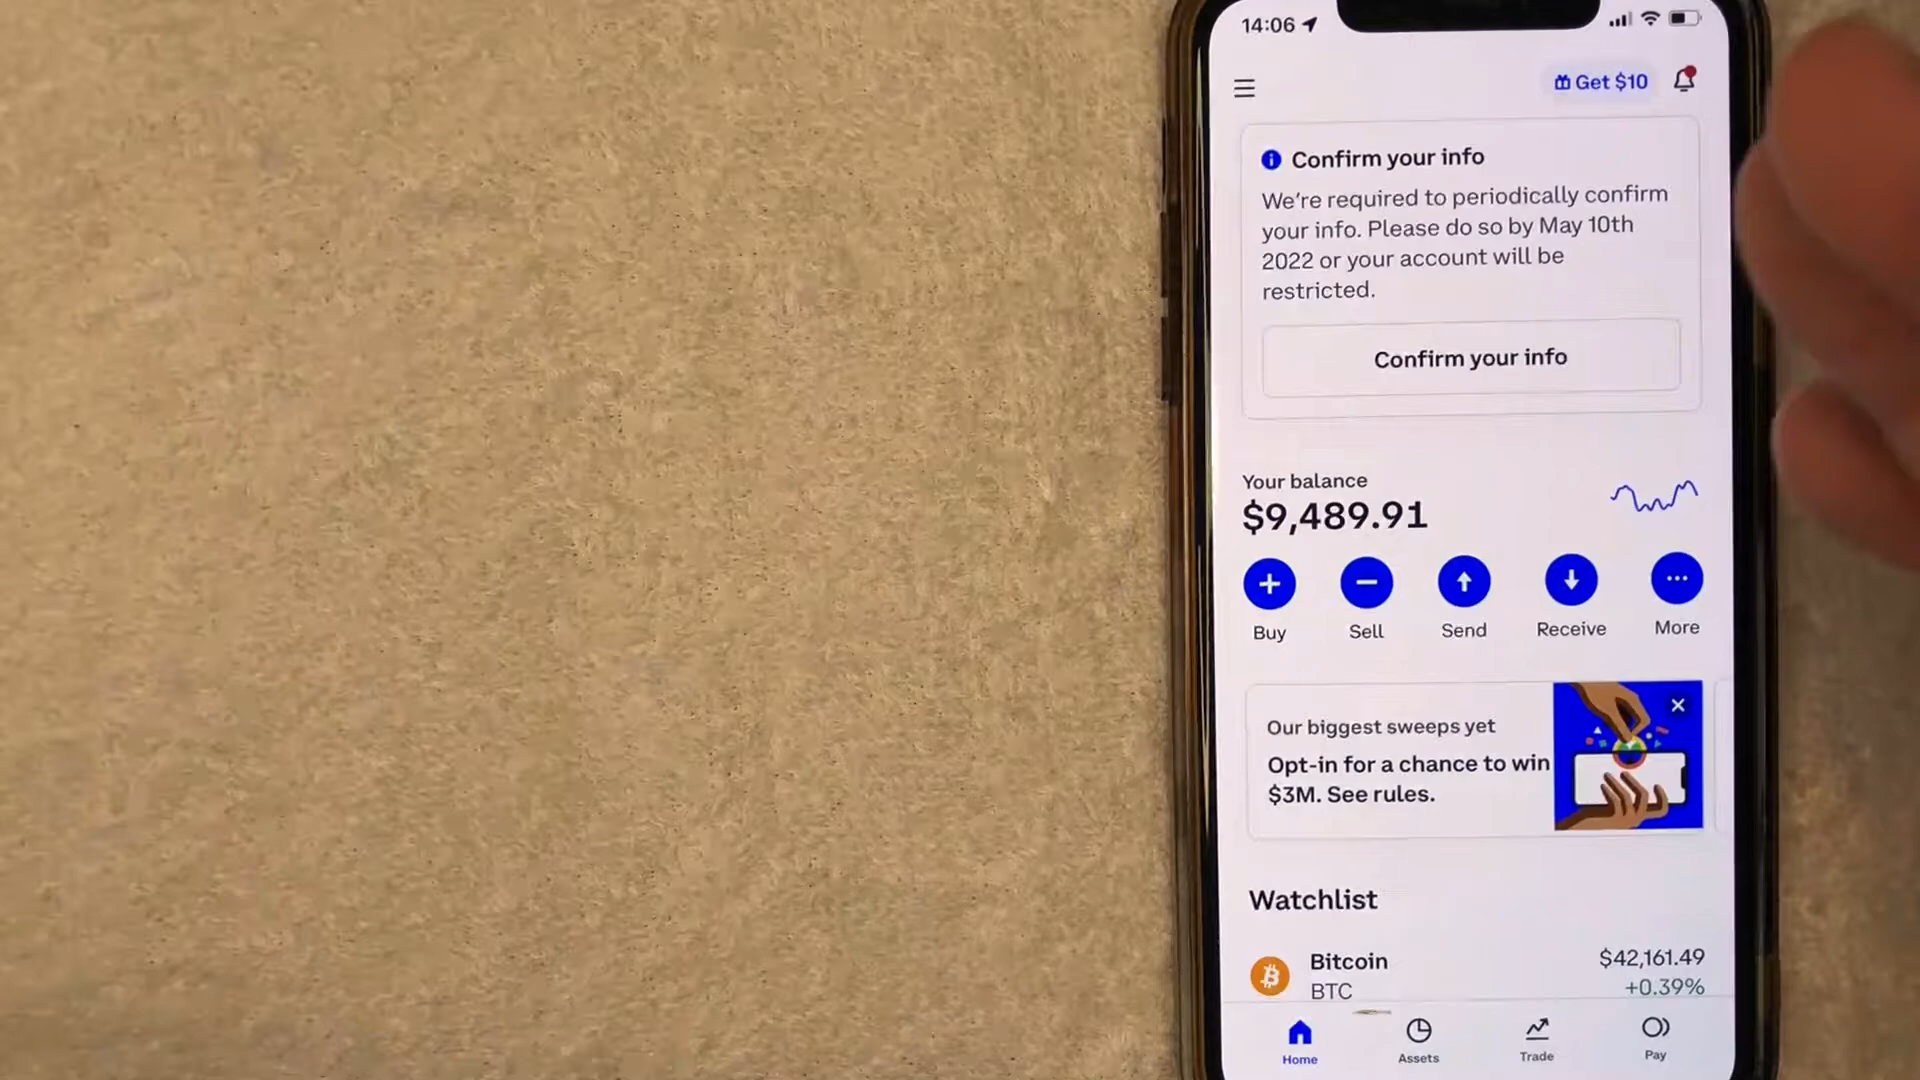 14:06
Get $10
Confirm your info
We're required to periodically confirm
your info. Please do so by May 10th
2022 or your account will be
restricted.
Confirm your info
Your balance
$9,489.91
Buy
Sell
Send
Receive
More
Our biggest sweeps yet
Opt-in for a chance to win
$3M. See rules.
Watchlist
Bitcoin
$42,161.49
BTC
+0.39%
Home
Assets
Trade
Pay